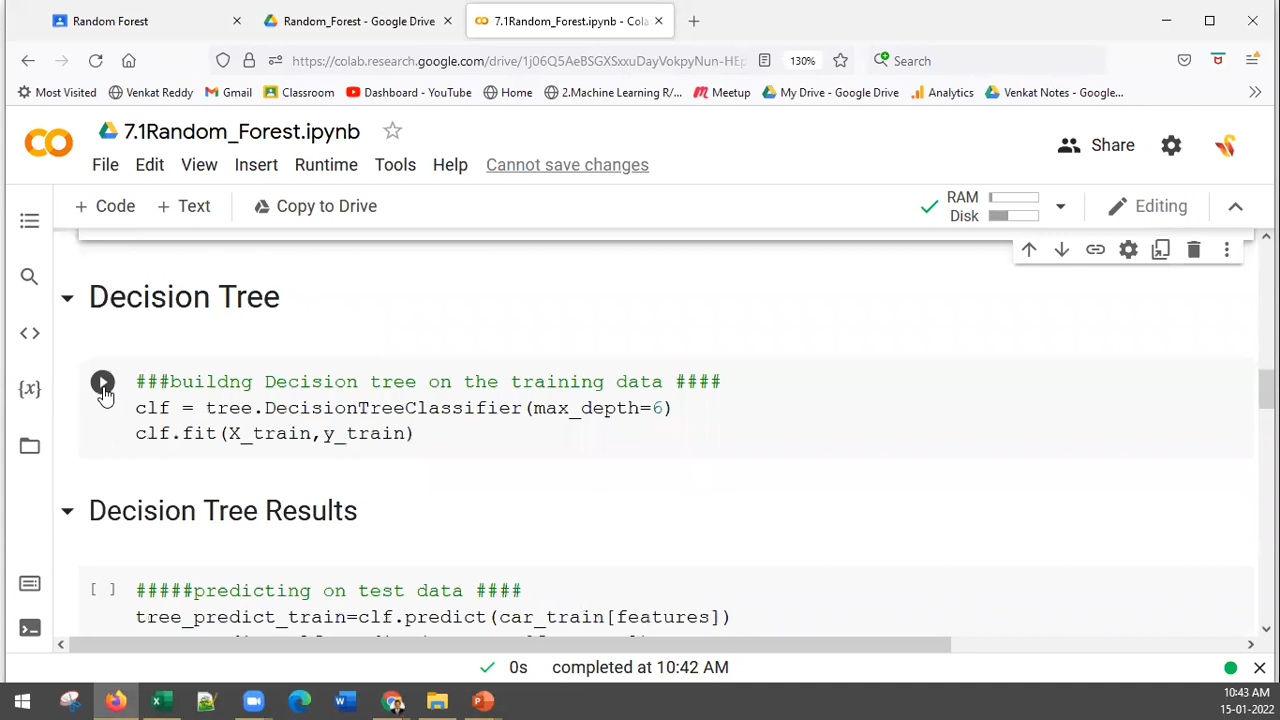 Random Forest
Random_Forest - Google Drive
7.1Random_Forest.ipynb - Cola
https://colab.research.google.com/drive/
130%
Search
Most Visited
Venkat Reddy
Gmail
Classroom
Dashboard - YouTube
Home
2.Machine Learning R/...
Meetup
My Drive - Google Drive
Analytics
Venkat Notes - Google...
7.1Random_Forest.ipynb
File Edit View Insert Runtime Tools Help Cannot save changes
Share
+ Code + Text Copy to Drive
RAM
Disk
Editing
Decision Tree
###buildng Decision tree on the training data ####
clf = tree.DecisionTreeClassifier(max_depth=6)
clf.fit(X_train,y_train)
Decision Tree Results
[ ] #####predicting on test data ####
tree_predict_train=clf.predict(car_train[features])
0s completed at 10:42 AM
10:43 AM
15-01-2022